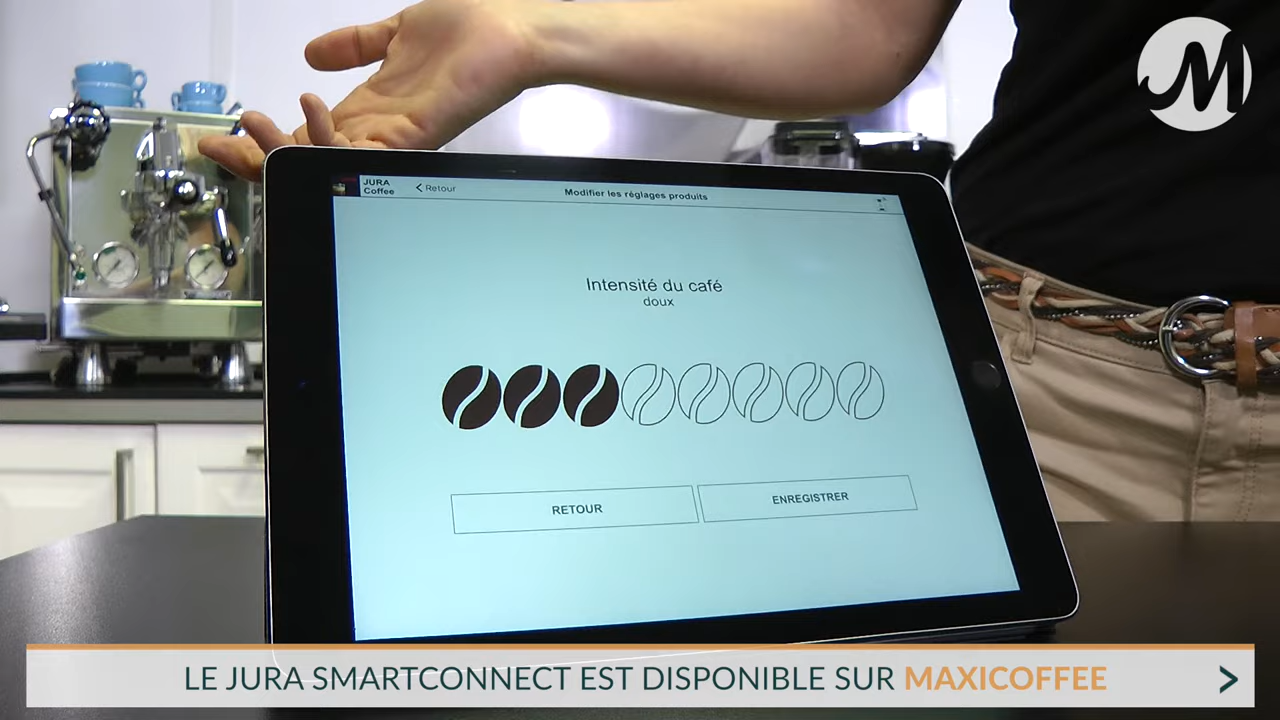 JURA
Coffee
Retour
Modifier les réglages produits
Intensité du café
doux
RETOUR
ENREGISTRER
LE JURA SMARTCONNECT EST DISPONIBLE SUR MAXICOFFEE
M